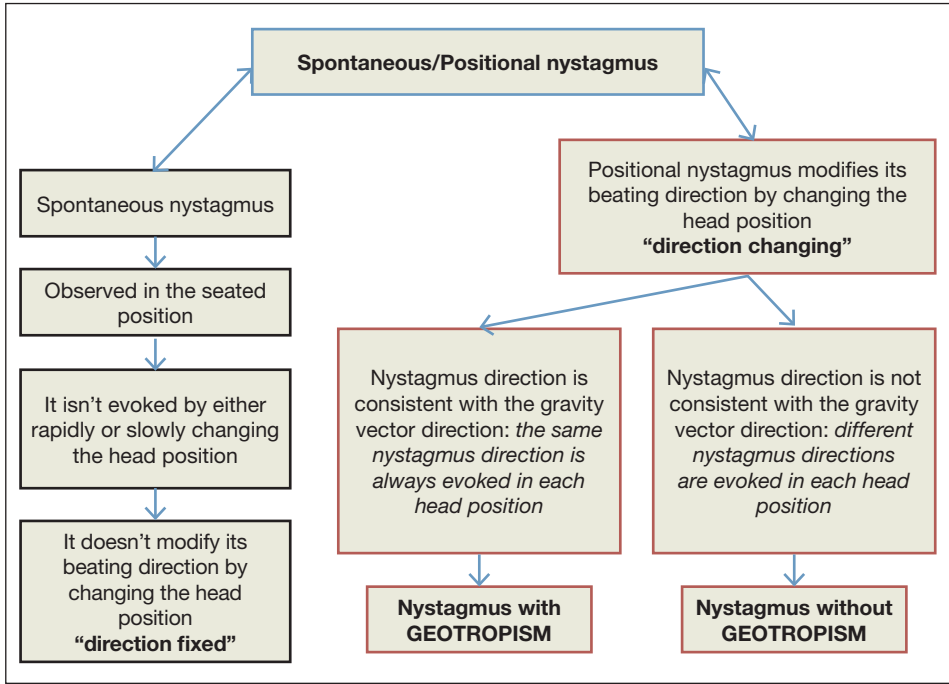 Spontaneous/Positional nystagmus
Spontaneous nystagmus
Observed in the seated
position
It isn't evoked by either
rapidly or slowly changing
the head position
It doesn't modify its
beating direction by
changing the head
position
“direction fixed”
Positional nystagmus modifies its
beating direction by changing the
head position
“direction changing”
Nystagmus direction is
consistent with the gravity
vector direction: the same
nystagmus direction is
always evoked in each
head position
Nystagmus with
GEOTROPISM
Nystagmus direction is not
consistent with the gravity
vector direction: different
nystagmus directions
are evoked in each head
position
Nystagmus without
GEOTROPISM